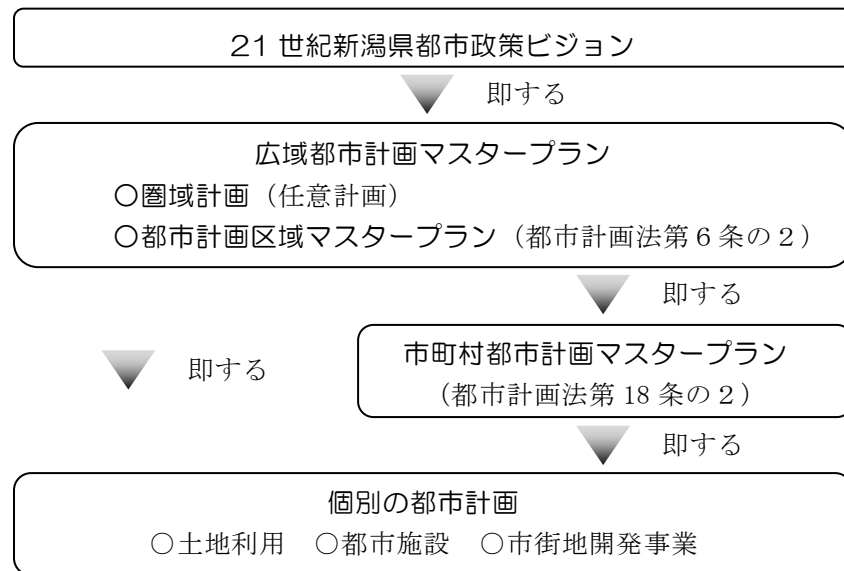 21 世紀新潟県都市政策ビジョン
即する
広域都市計画マスタープラン
○圏域計画（任意計画）
○都市計画区域マスタープラン（都市計画法第６条の２）
即する
市町村都市計画マスタープラン
（都市計画法第 18 条の２）
即する
即する
個別の都市計画
○土地利用　○都市施設　○市街地開発事業